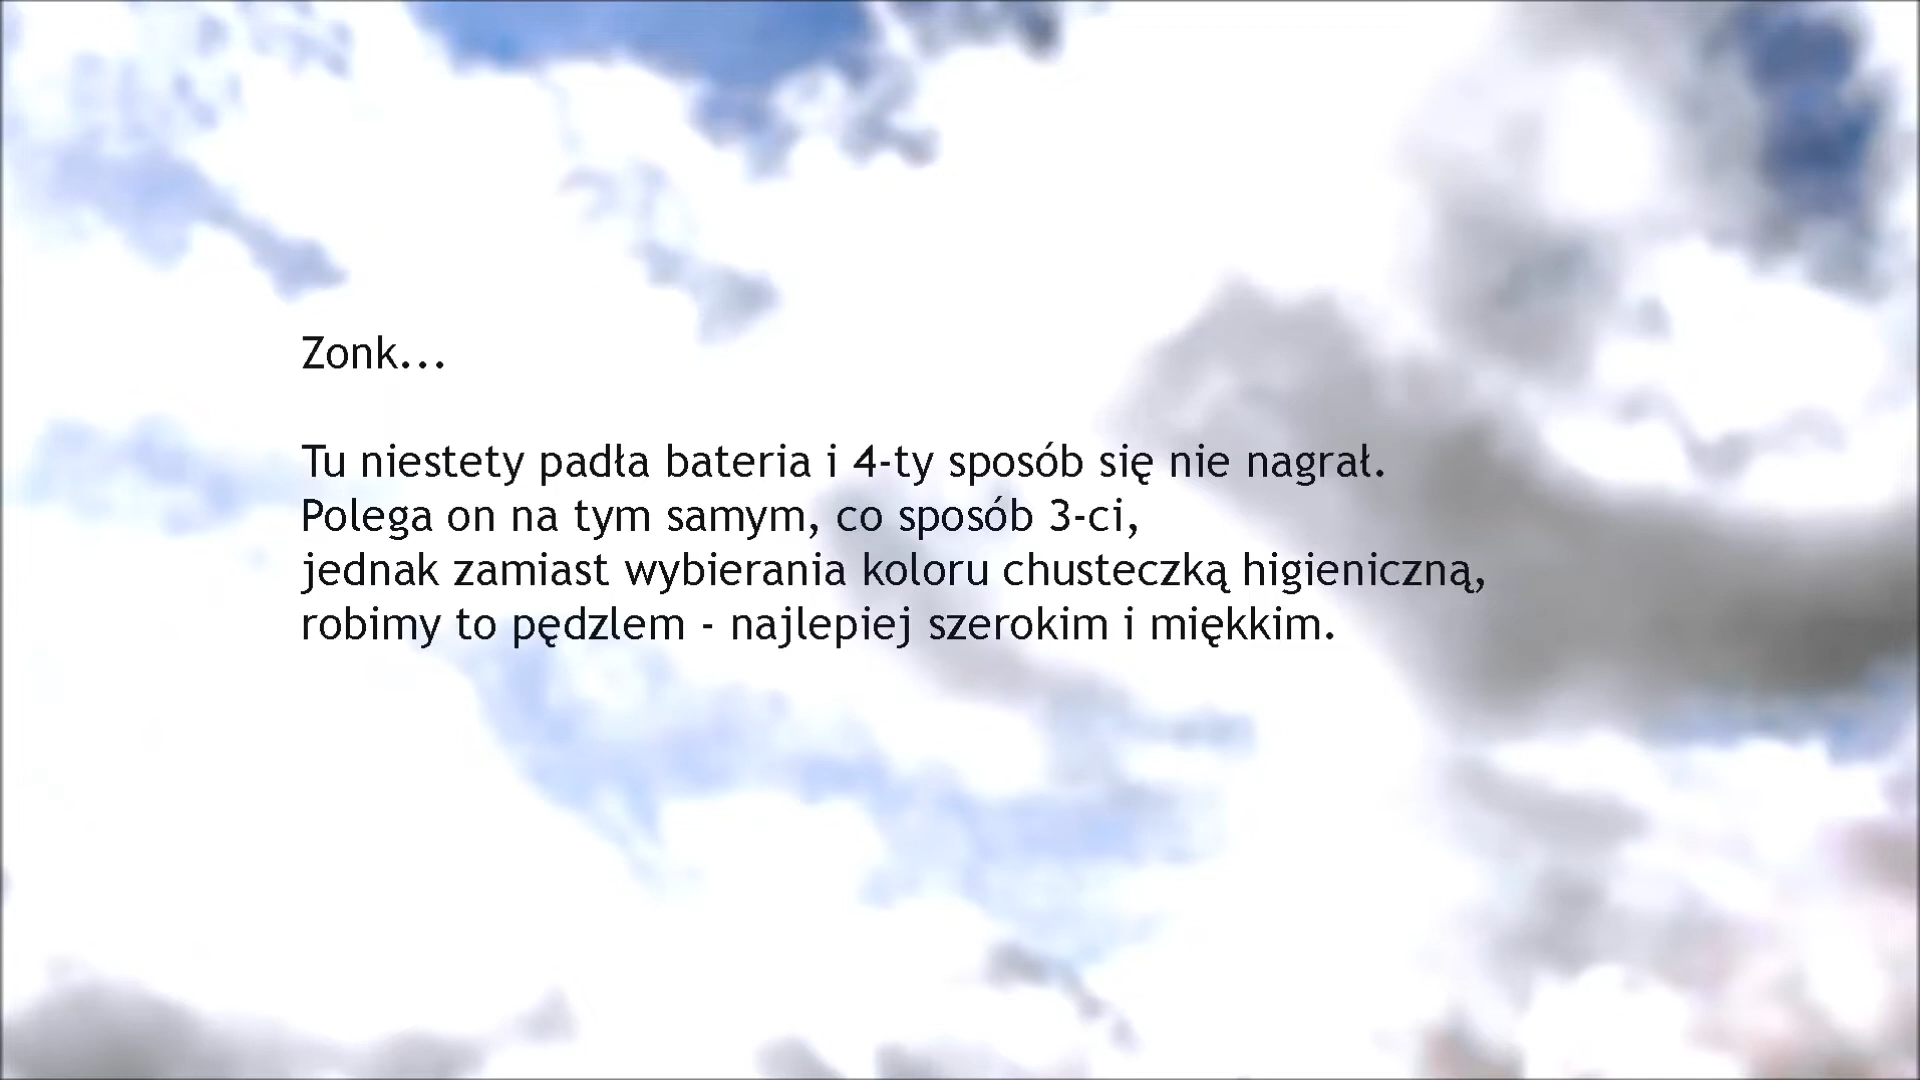 Zonk...
Tu niestety padła bateria i 4-ty sposób się nie nagrał.
Polega on na tym samym, co sposób 3-ci,
jednak zamiast wybierania koloru chusteczką higieniczną,
robimy to pędzlem - najlepiej szerokim i miękkim.